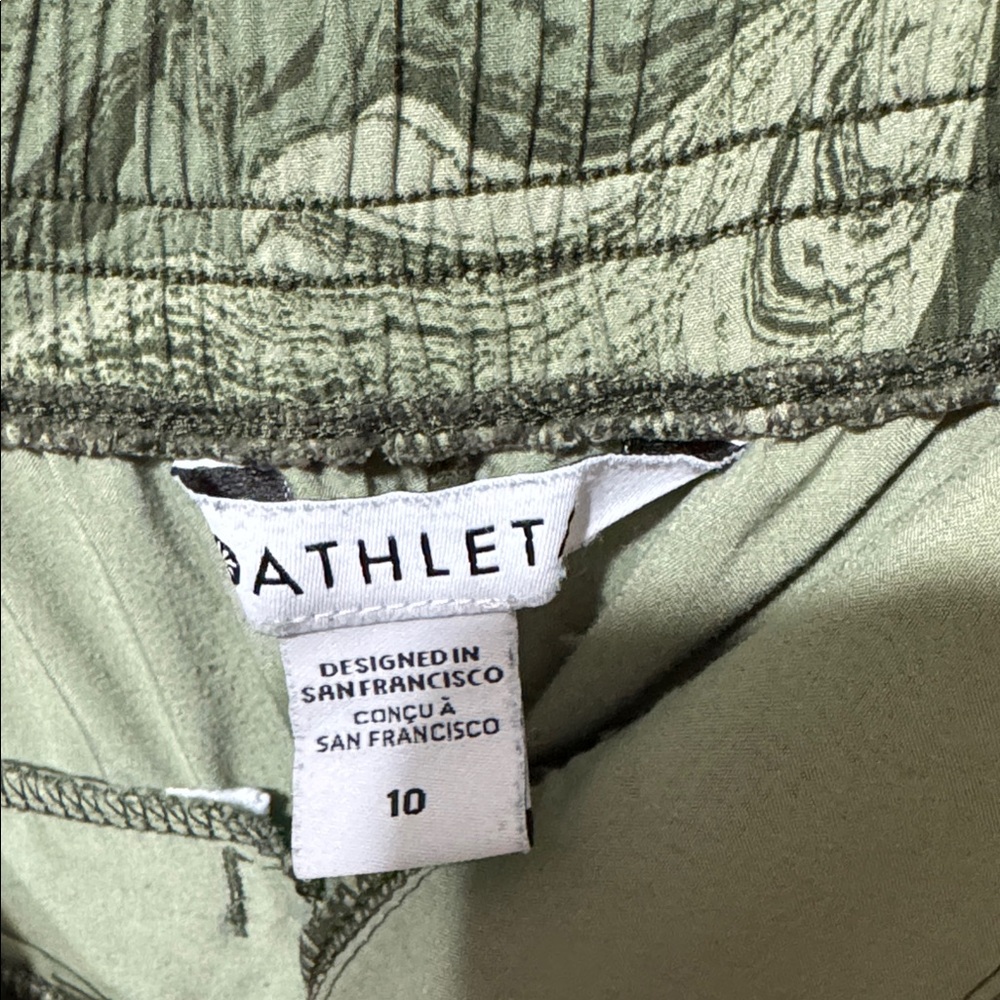 ATHLET
DESIGNED IN
SAN FRANCISCO
CONÇU À
SAN FRANCISCO
10